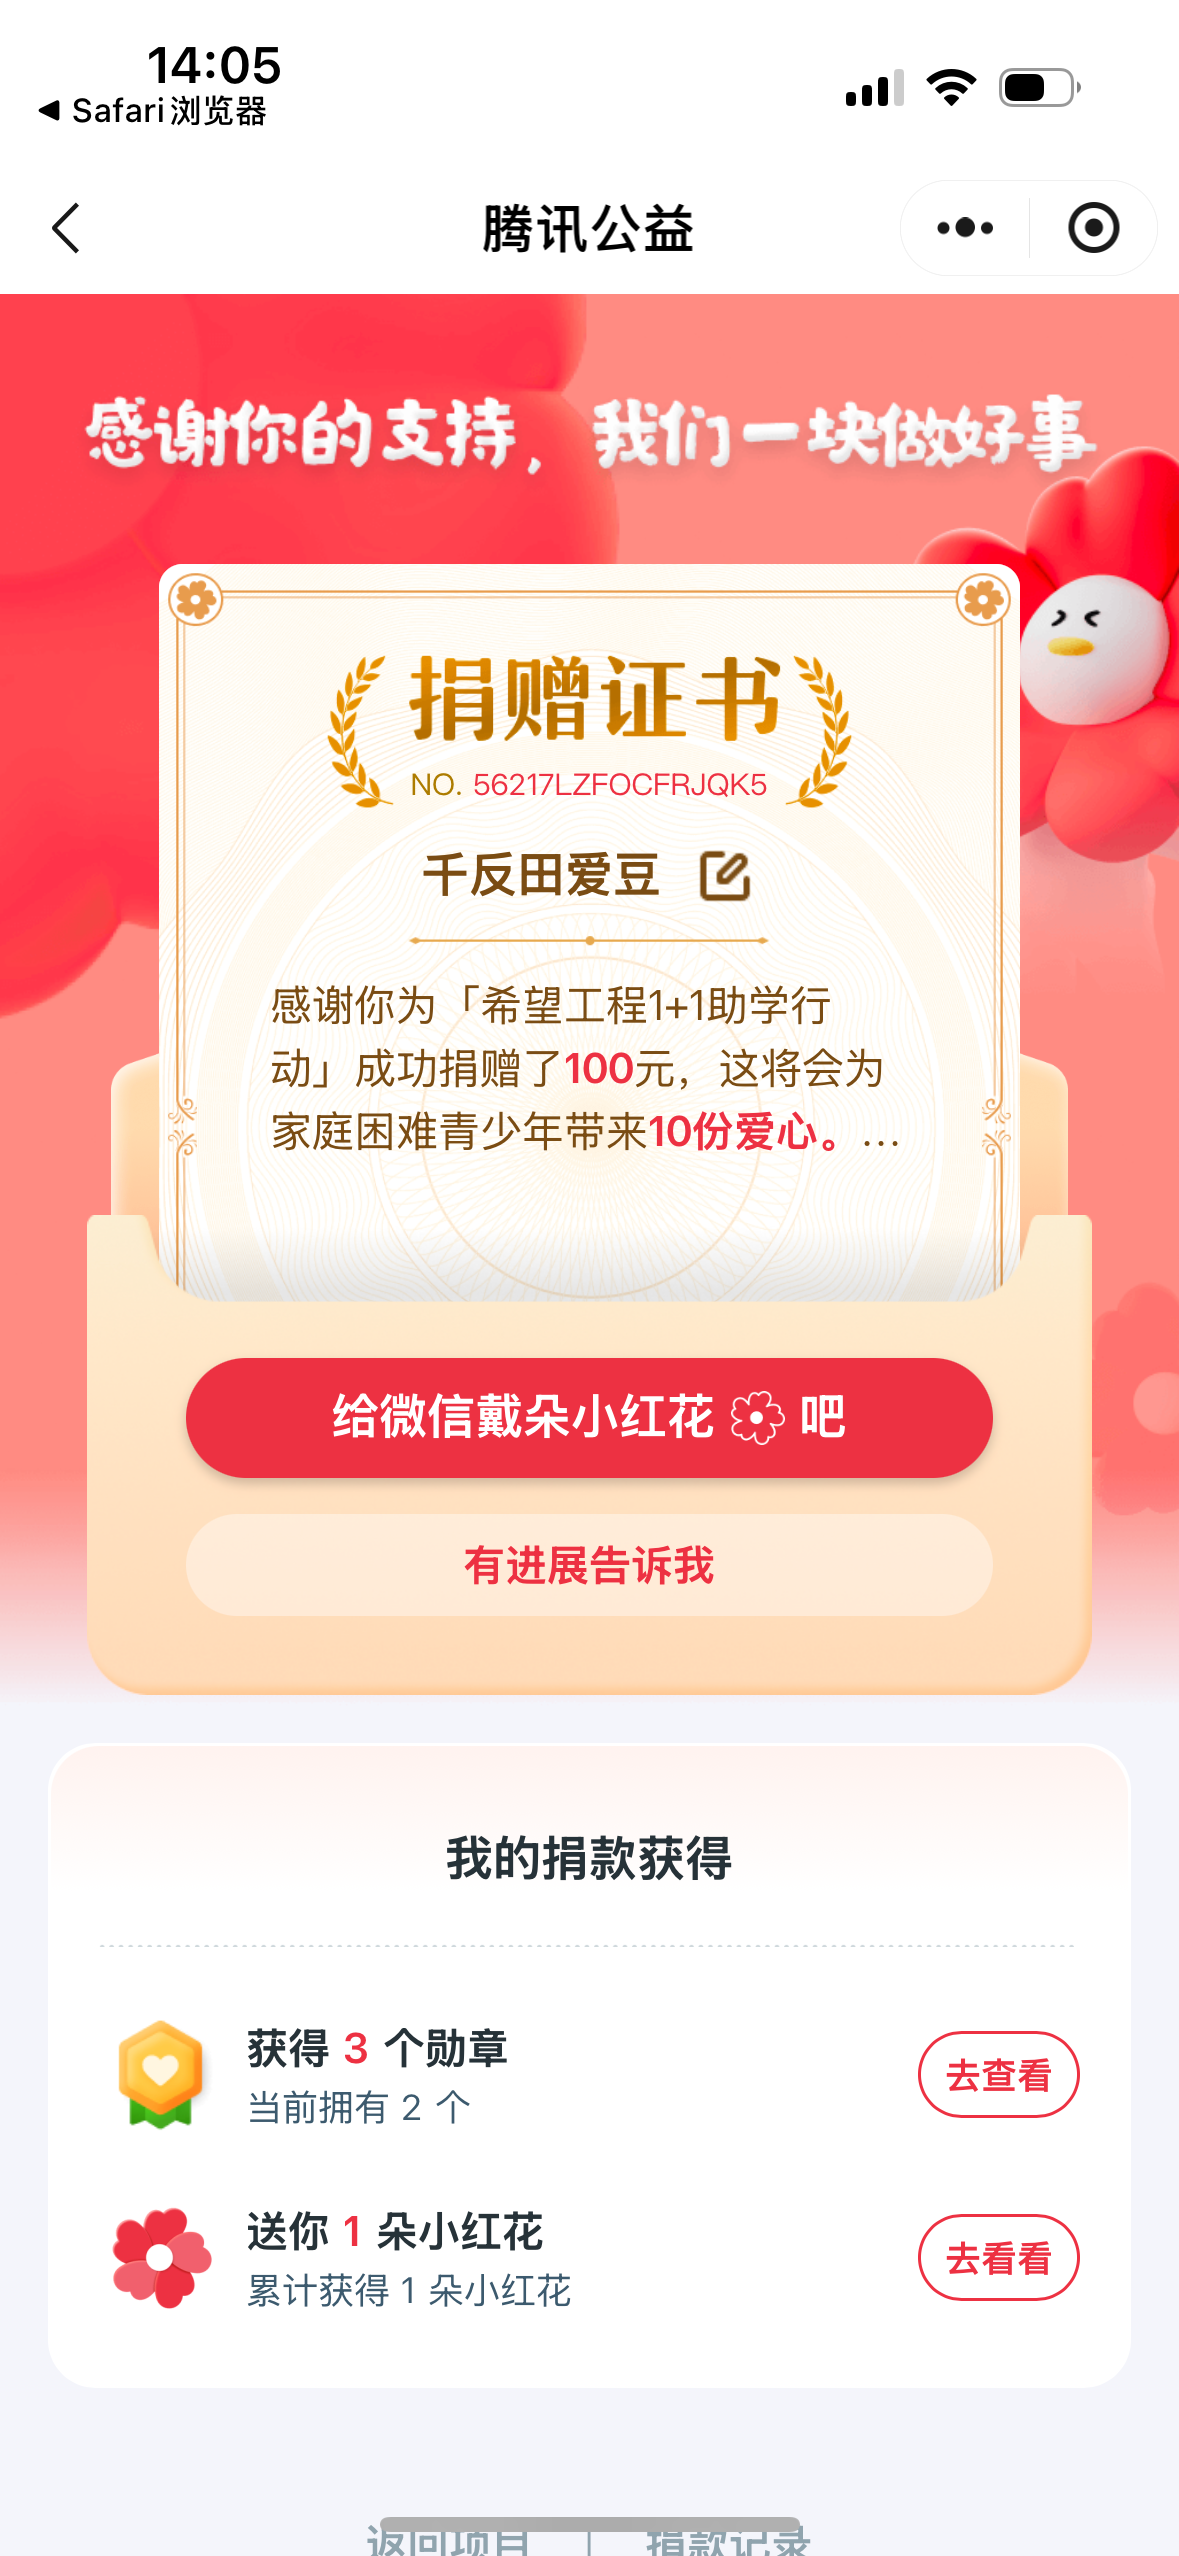 14:05
Safari浏览器
腾讯公益
感谢你的支持，我们一块做好事
捐赠证书
NO. 56217LZFOCFRJQK5
千反田爱豆
感谢你为「希望工程1+1助学行
动」成功捐赠了100元，这将会为
家庭困难青少年带来10份爱心。...
给微信戴朵小红花 吧
有进展告诉我
我的捐款获得
获得 3 个勋章
当前拥有 2 个
去查看
送你 1 朵小红花
累计获得 1 朵小红花
去看看
返回项目 | 捐款记录